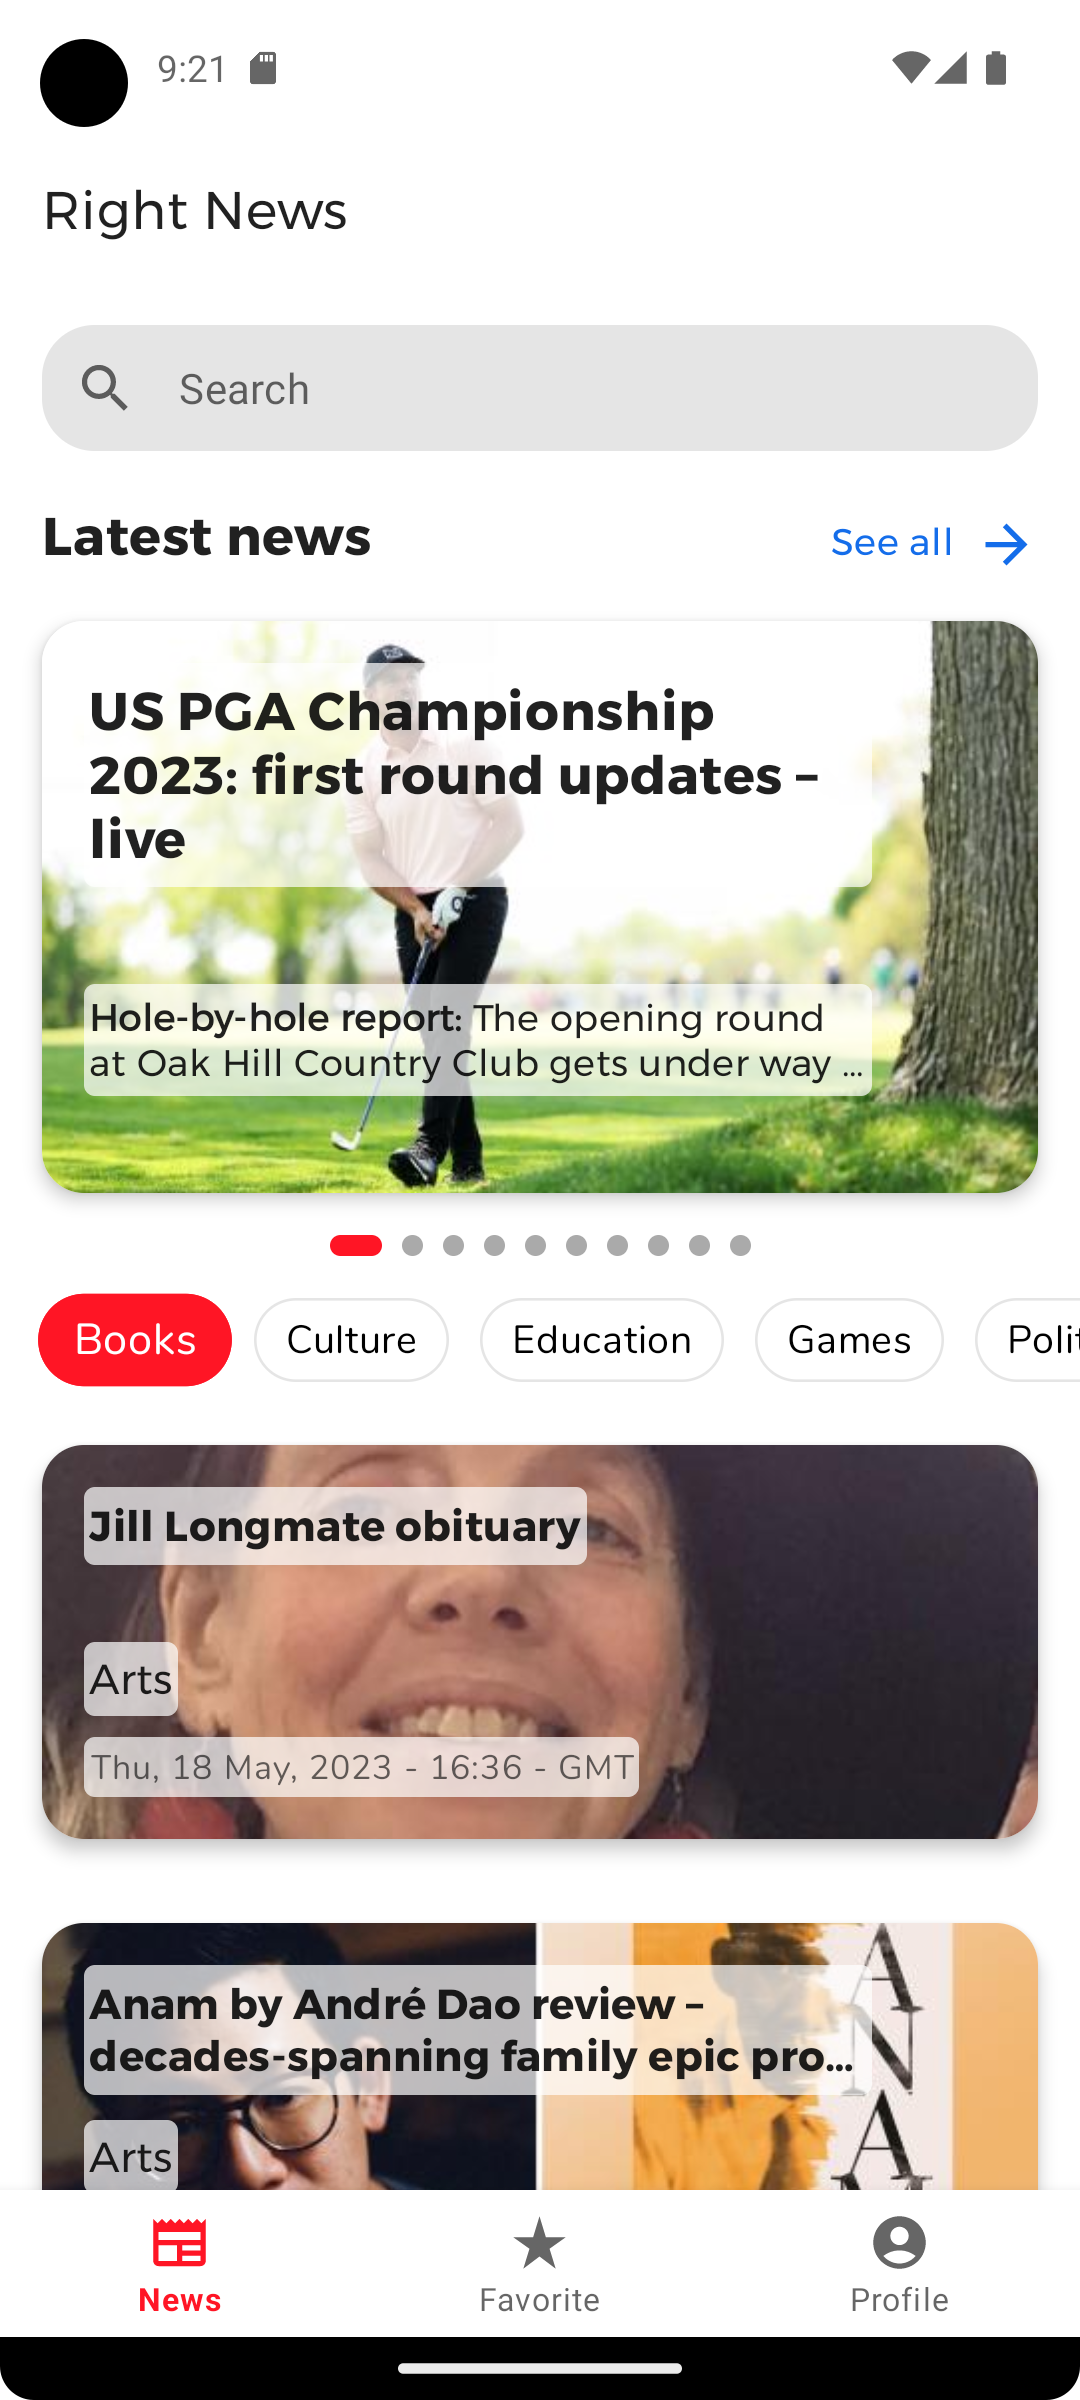 9:21
Right News
Search
Latest news
See all
US PGA Championship
2023: first round updates –
live
Hole-by-hole report: The opening round
at Oak Hill Country Club gets under way ...
Books
Culture
Education
Games
Polit
Jill Longmate obituary
Arts
Thu, 18 May, 2023 - 16:36 - GMT
Anam by André Dao review –
decades-spanning family epic pro...
Arts
A
N
A
M
News
Favorite
Profile